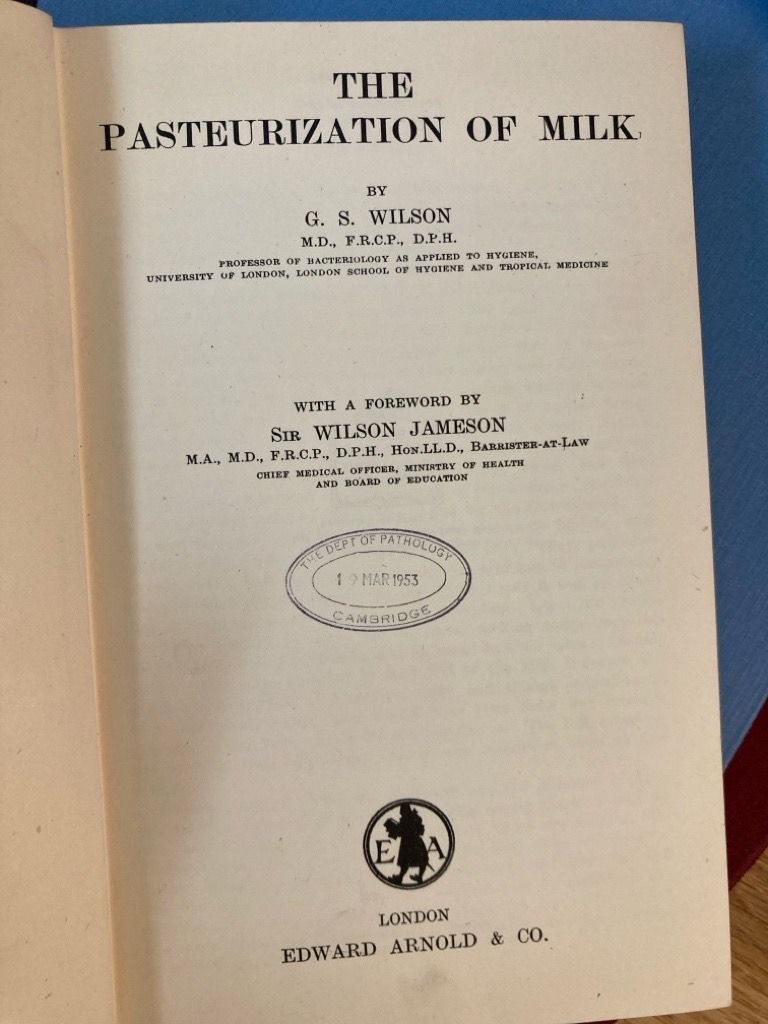 THE
PASTEURIZATION OF MILK
BY
G. S. WILSON
M.D., F.R.C.P., D.P.H.
PROFESSOR OF BACTERIOLOGY AS APPLIED TO HYGIENE,
UNIVERSITY OF LONDON, LONDON SCHOOL OF HYGIENE AND TROPICAL MEDICINE
WITH A FOREWORD BY
SIR WILSON JAMESON
M.A., M.D., F.R.C.P., D.P.H., HON.LL.D., BARRISTER-AT-LAW
CHIEF MEDICAL OFFICER, MINISTRY OF HEALTH
AND BOARD OF EDUCATION
THE DEPT OF PATHOLOGY
MAR 1953
CAMBRIDGE
E A
LONDON
EDWARD ARNOLD & CO.